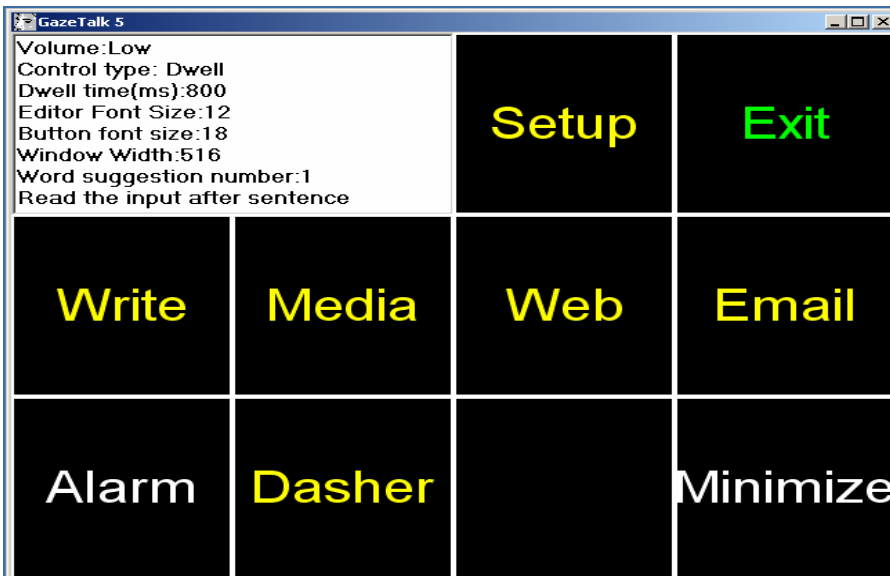 GazeTalk 5
Volume:Low
Control type: Dwell
Dwell time(ms):800
Editor Font Size:12
Button font size:18
Window Width:516
Word suggestion number:1
Read the input after sentence
Setup
Exit
Write
Media
Web
Email
Alarm
Dasher
Minimize